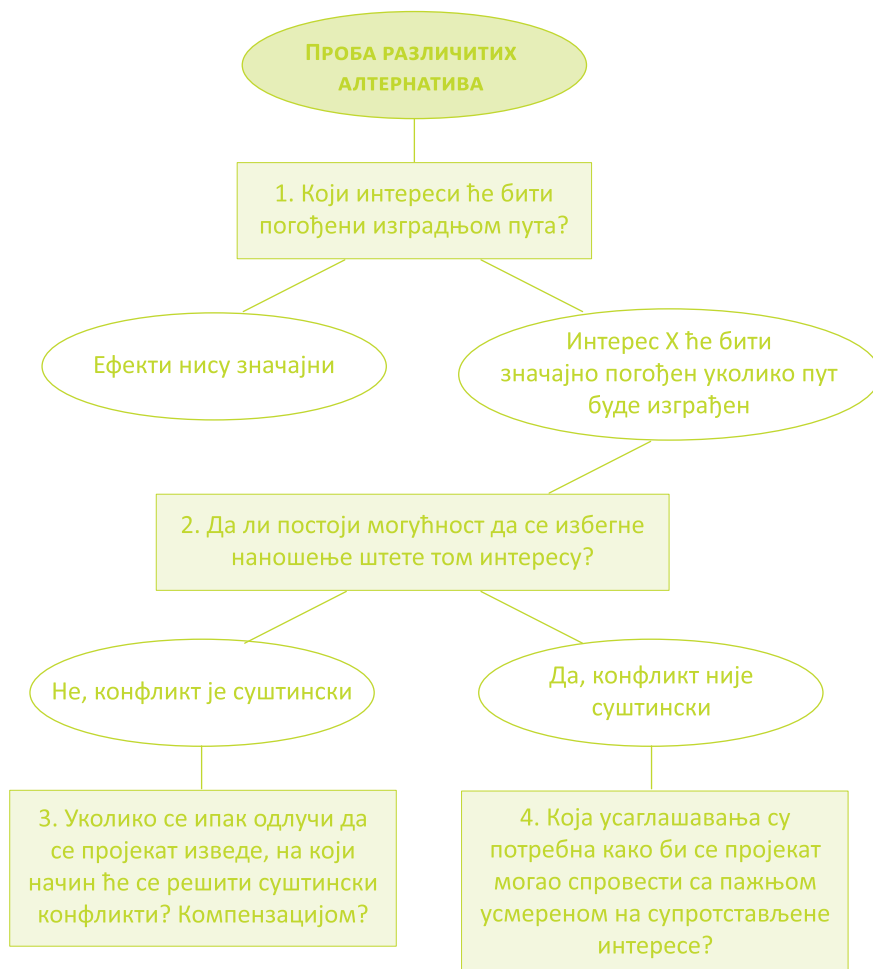 Проба различитих
алтернатива
1. Који интереси ће бити
погођени изградњом пута?
Ефекти нису значајни
Интерес X ће бити
значајно погођен уколико пут
буде изграђен
2. Да ли постоји могућност да се избегне
наношење штете том интересу?
Не, конфликт је суштински
Да, конфликт није
суштински
3. Уколико се ипак одлучи да
се пројекат изведе, на који
начин ће се решити суштински
конфликти? Компензацијом?
4. Која усаглашавања су
потребна како би се пројекат
могао спровести са пажњом
усмереном на супротстављене
интересе?